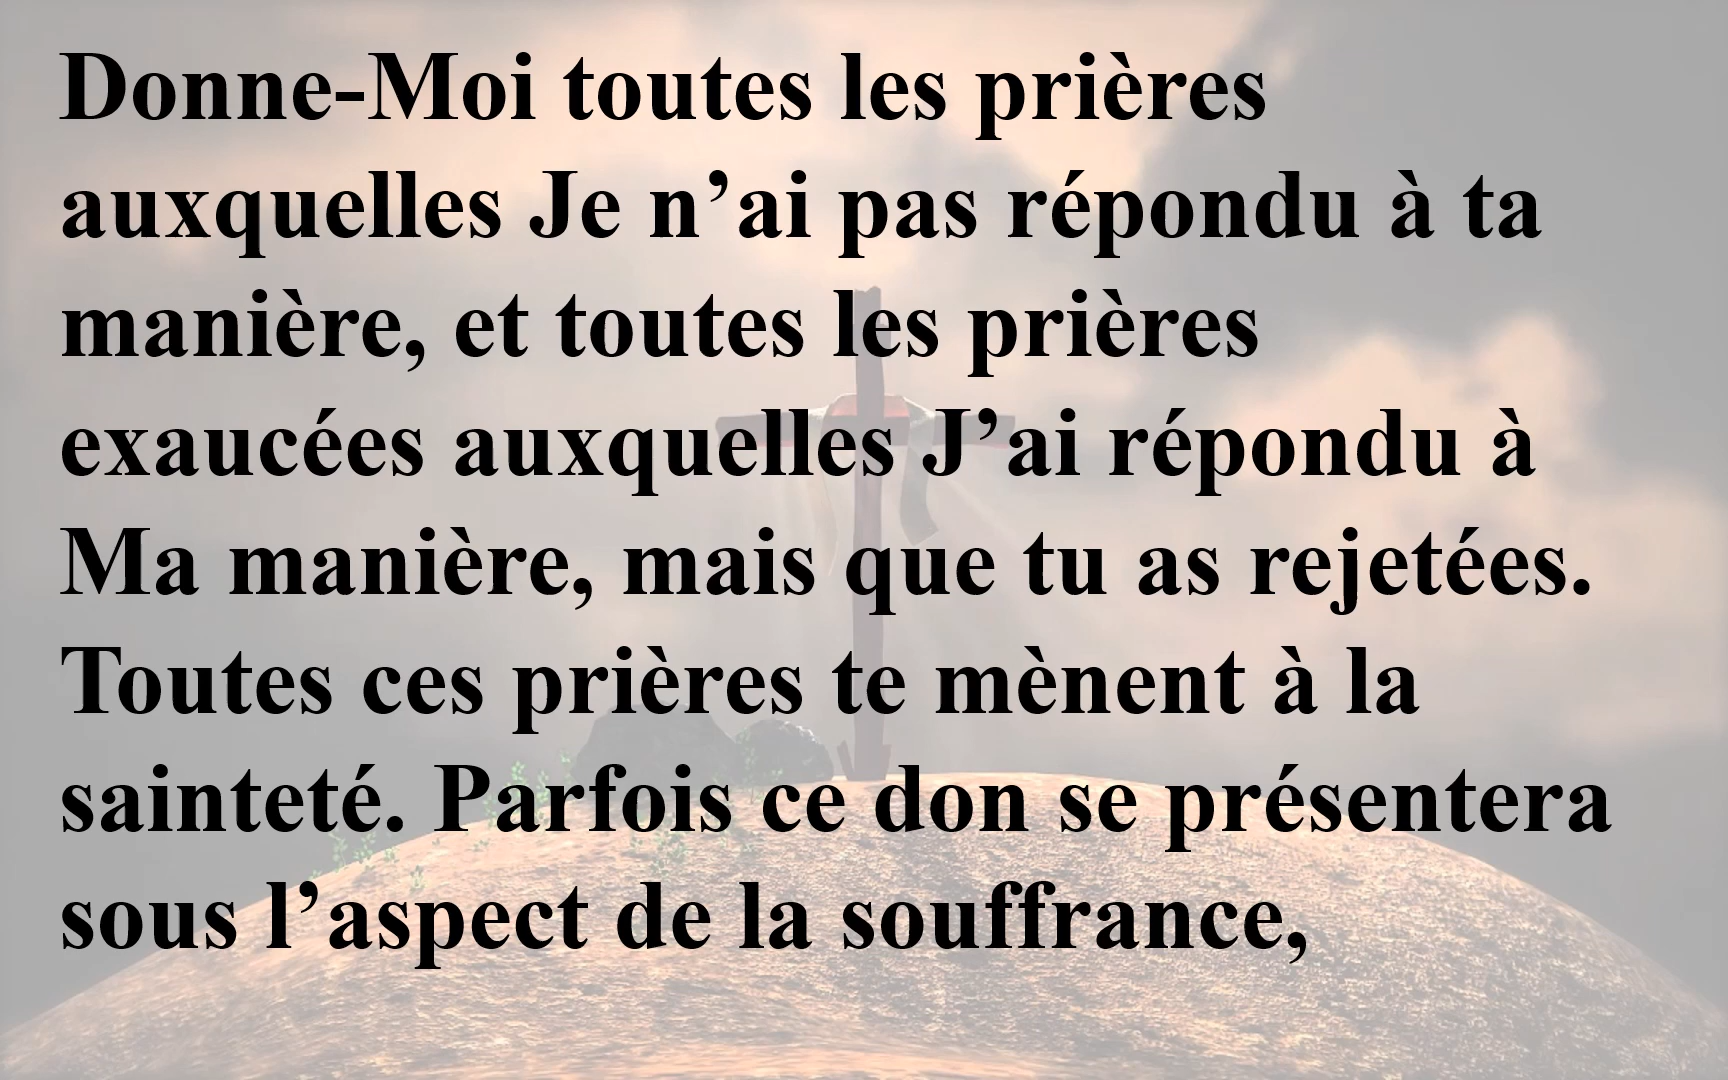 Donne-Moi toutes les prières
auxquelles Je n’ai pas répondu à ta
manière, et toutes les prières
exaucées auxquelles J’ai répondu à
Ma manière, mais que tu as rejetées.
Toutes ces prières te mènent à la
sainteté. Parfois ce don se présentera
sous l’aspect de la souffrance,